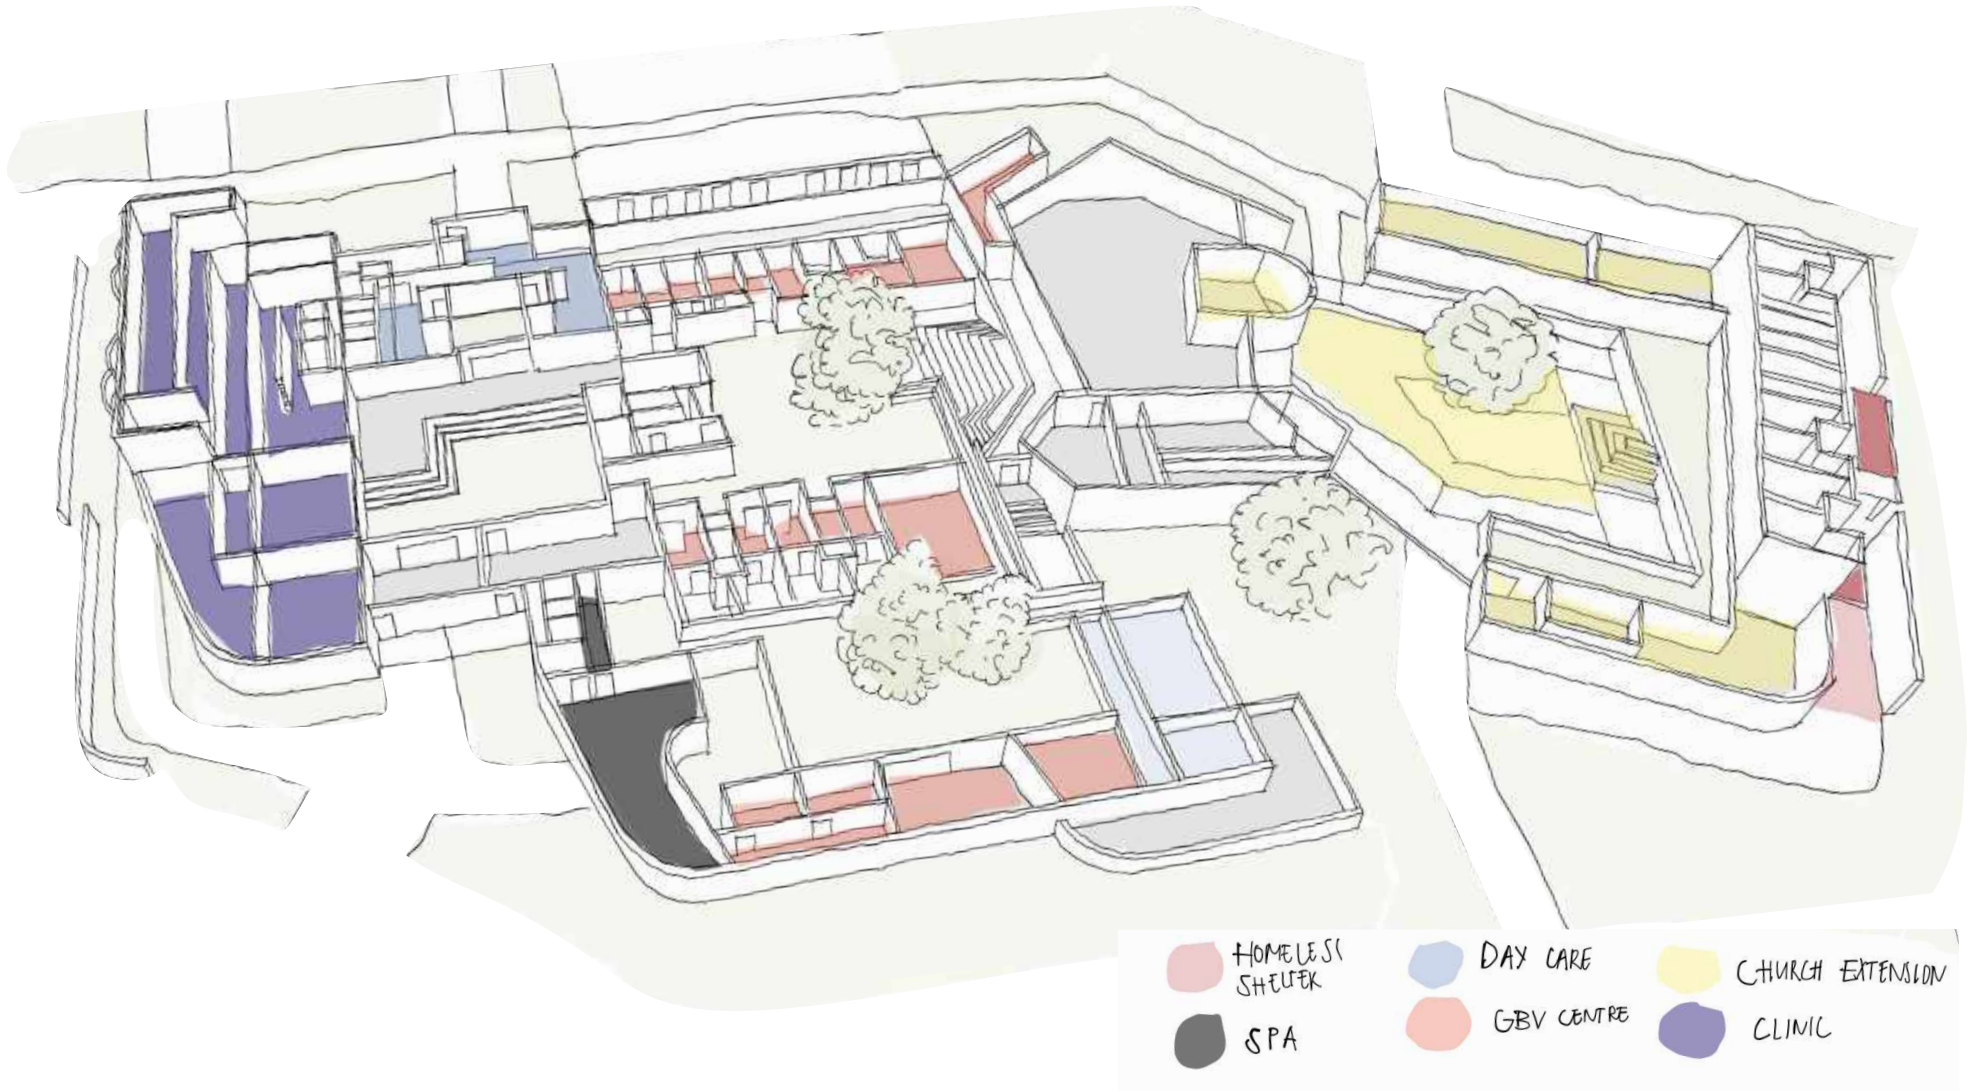 HOMELESS
SHELTER
DAY CARE
CHURCH EXTENSION
SPA
GBV CENTRE
CLINIC